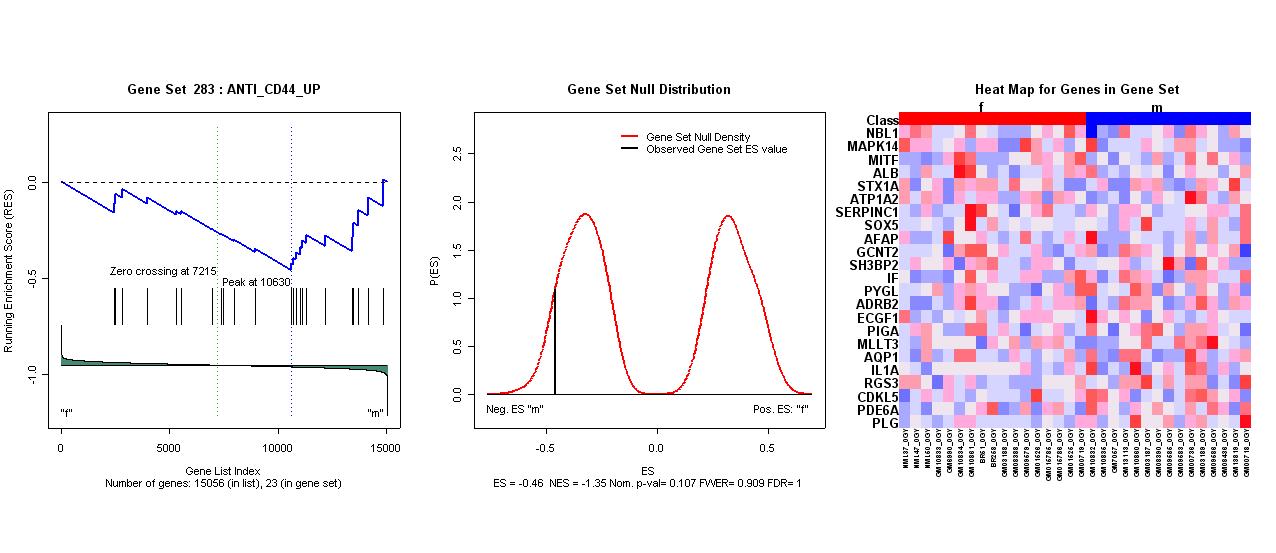 Gene Set 283 : ANTI_CD44_UP
Running Enrichment Score (RES)
0.0
-0.5
-1.0
Zero crossing at 7215
Peak at 10630
"f"
"m"
0
5000
10000
15000
Gene List Index
Number of genes: 15056 (in list), 23 (in gene set)
Gene Set Null Distribution
Gene Set Null Density
Observed Gene Set ES value
P(ES)
2.5
2.0
1.5
1.0
0.5
0.0
Neg. ES "m"
Pos. ES: "f"
-0.5
0.0
0.5
ES
ES = -0.46 NES = -1.35 Nom. p-val= 0.107 FWER= 0.909 FDR= 1
Heat Map for Genes in Gene Set
f
m
Class
NBL1
MAPK14
MITF
ALB
STX1A
ATP1A2
SERPINC1
SOX5
AFAP
GCNT2
SH3BP2
IF
PYGL
ADRB2
ECGF1
PIGA
MLLT3
AQP1
IL1A
RGS3
CDKL5
PDE6A
PLG